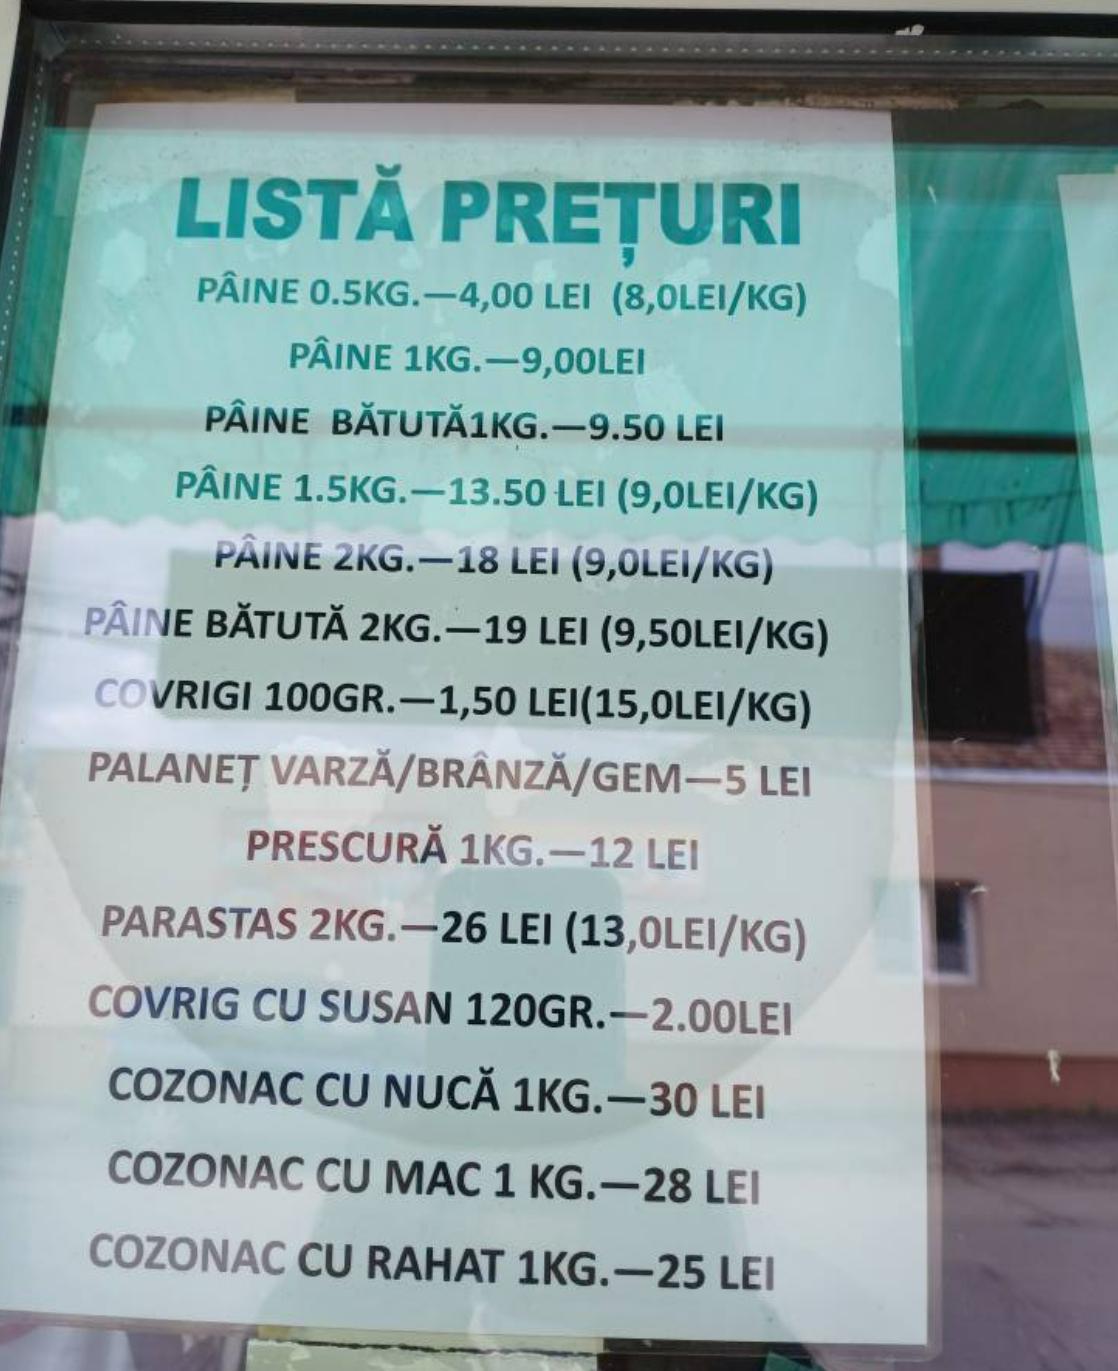 LISTĂ PREȚURI
PÂINE 0.5KG.—4,00 LEI (8,0LEI/KG)
PÂINE 1KG.—9,00LEI
PÂINE BĂTUTĂ1KG.—9.50 LEI
PÂINE 1.5KG.—13.50 LEI (9,0LEI/KG)
PÂINE 2KG.—18 LEI (9,0LEI/KG)
PÂINE BĂTUTĂ 2KG.—19 LEI (9,50LEI/KG)
COVRIGI 100GR.—1,50 LEI(15,0LEI/KG)
PALANEȚ VARZĂ/BRÂNZĂ/GEM—5 LEI
PRESCURĂ 1KG.—12 LEI
PARASTAS 2KG.—26 LEI (13,0LEI/KG)
COVRIG CU SUSAN 120GR.—2.00LEI
COZONAC CU NUCĂ 1KG.—30 LEI
COZONAC CU MAC 1 KG.—28 LEI
COZONAC CU RAHAT 1KG.—25 LEI